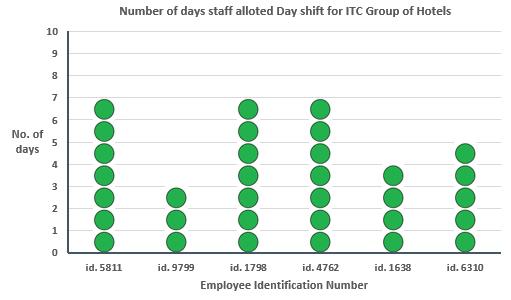 Number of days staff alloted Day shift for ITC Group of Hotels
10
9
8
7
6
5
4
3
2
1
0
No. of
days
id. 5811 id. 9799 id. 1798 id. 4762 id. 1638 id. 6310
Employee Identification Number